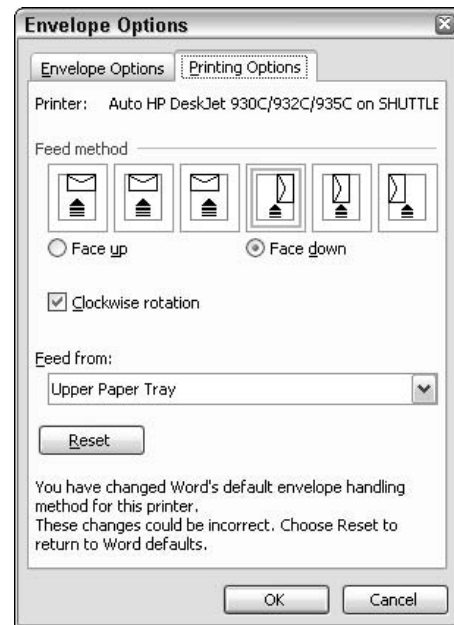 Envelope Options
Envelope Options Printing Options
Printer: Auto HP DeskJet 930C/932C/935C on SHUTTLE
Feed method
Face up Face down
Clockwise rotation
Feed from:
Upper Paper Tray
Reset
You have changed Word's default envelope handling
method for this printer.
These changes could be incorrect. Choose Reset to
return to Word defaults.
OK Cancel